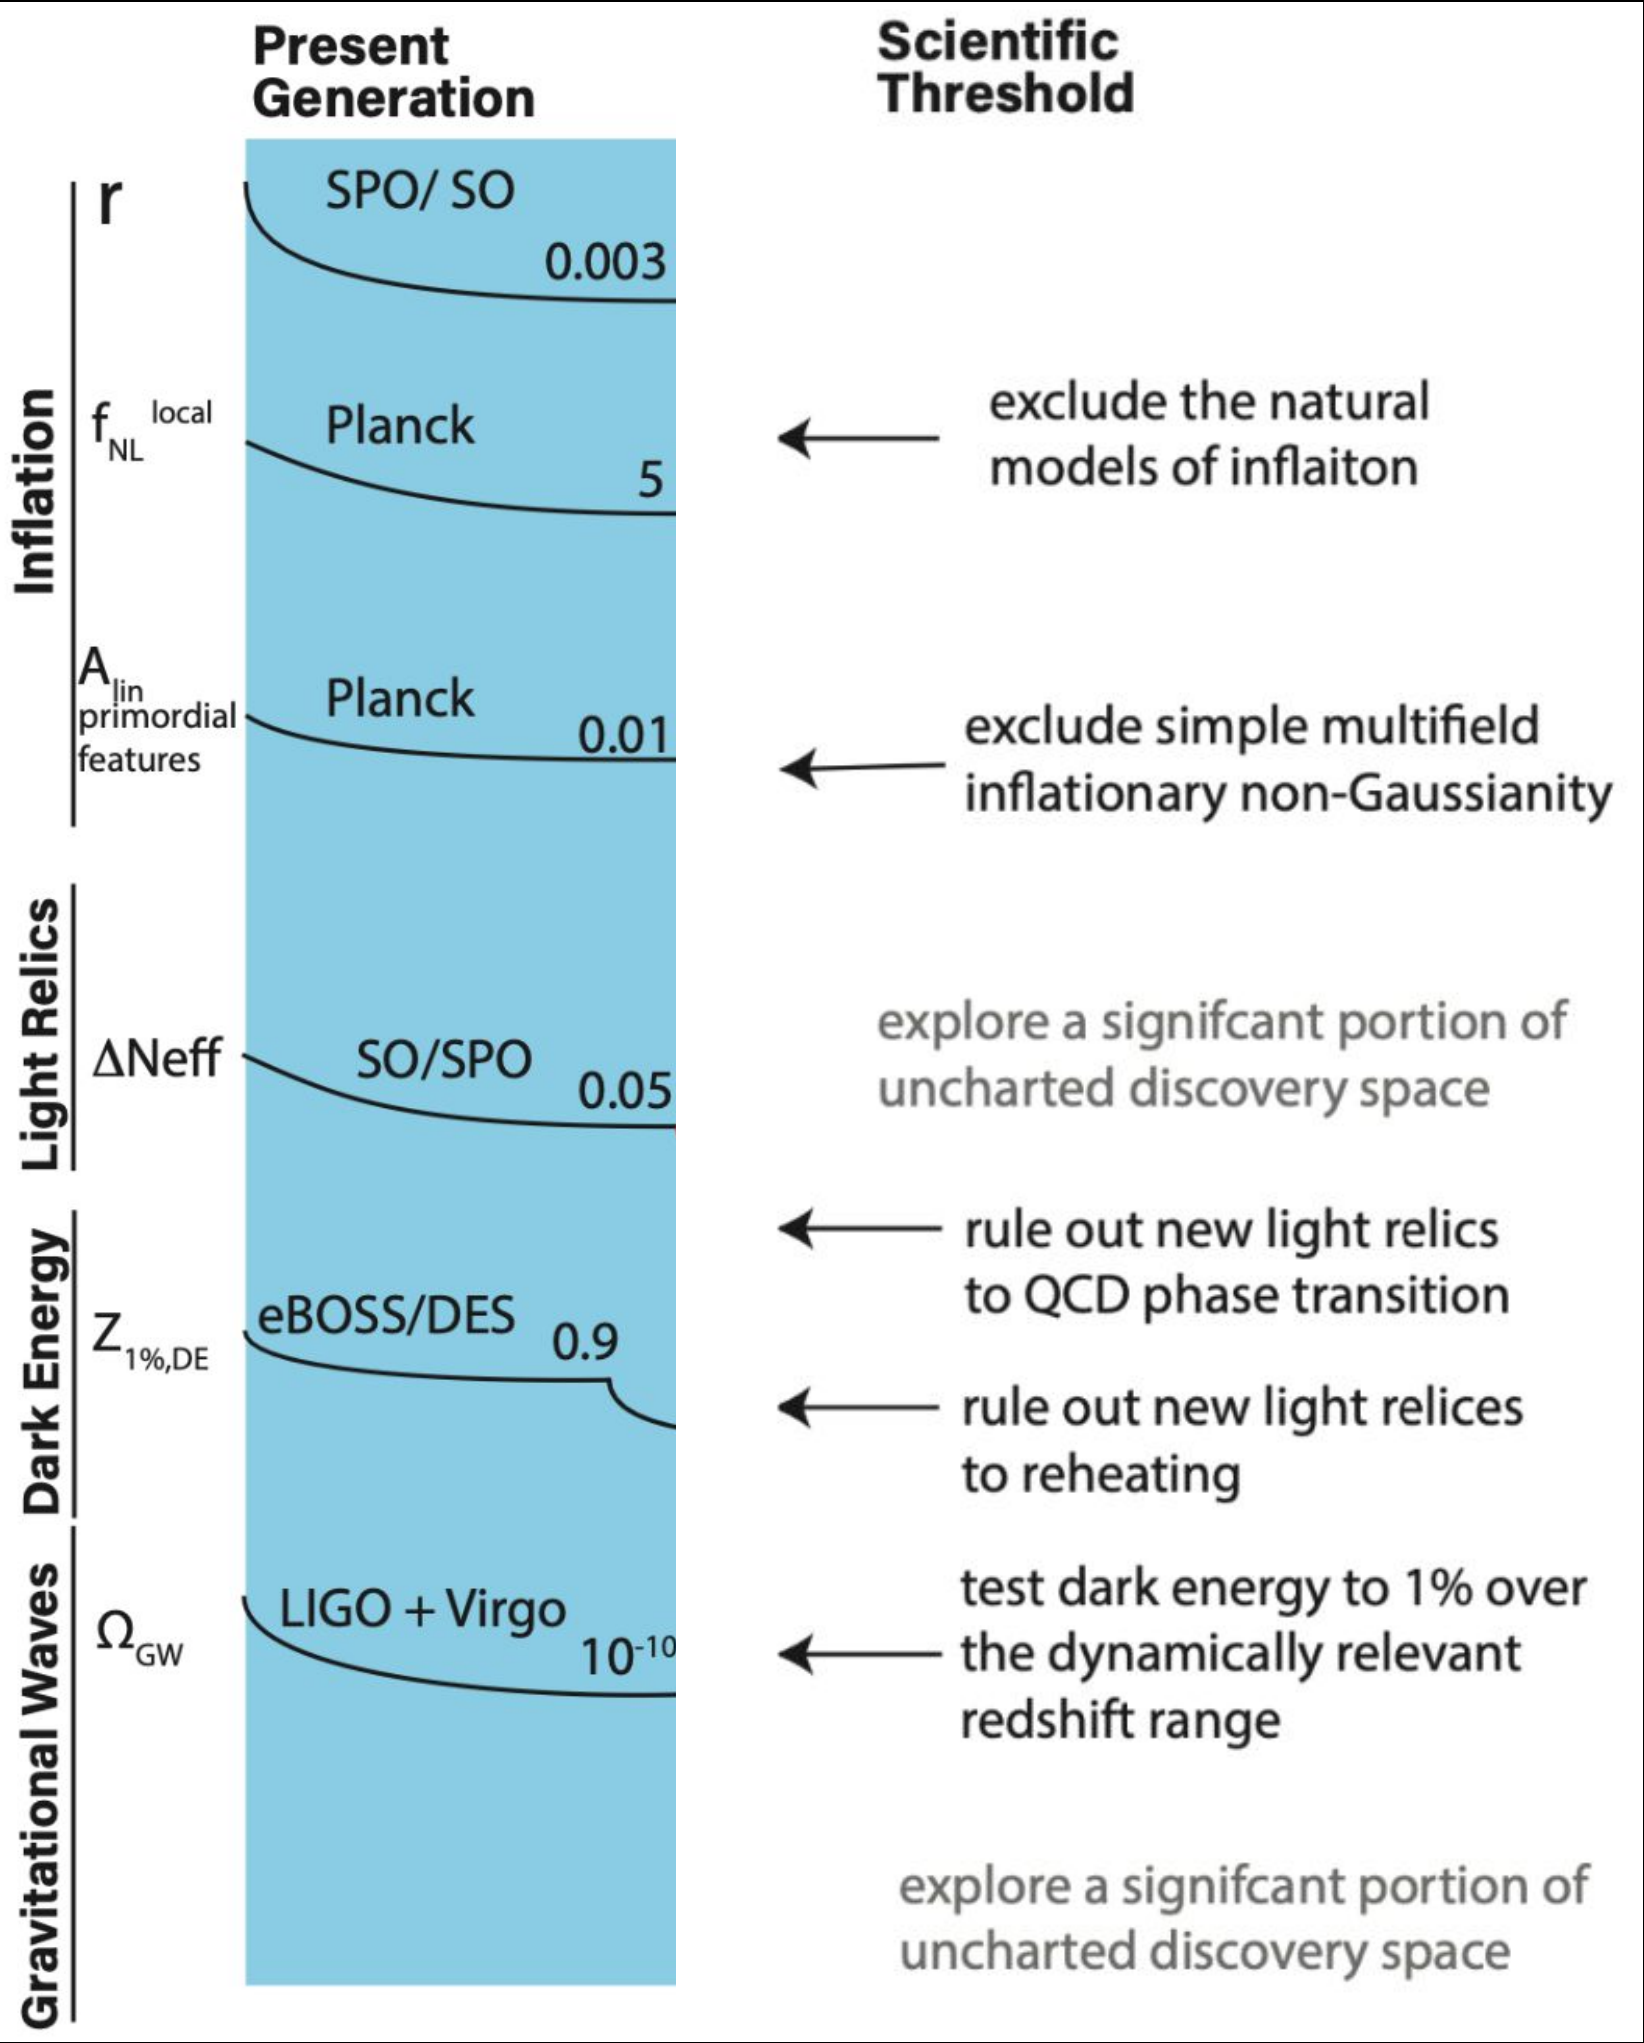 Present
Generation
Scientific
Threshold
Inflation
r
SPO/ SO
0.003
f NL local
Planck
5
exclude the natural
models of inflaiton
A lin
primordial
features
Planck
0.01
exclude simple multifield
inflationary non-Gaussianity
Light Relics
ΔNeff
SO/SPO
0.05
explore a signifcant portion of
uncharted discovery space
rule out new light relics
to QCD phase transition
Dark Energy
Z 1%,DE
eBOSS/DES
0.9
rule out new light relices
to reheating
Gravitational Waves
Ω GW
LIGO + Virgo
10-10
test dark energy to 1% over
the dynamically relevant
redshift range
explore a signifcant portion of
uncharted discovery space